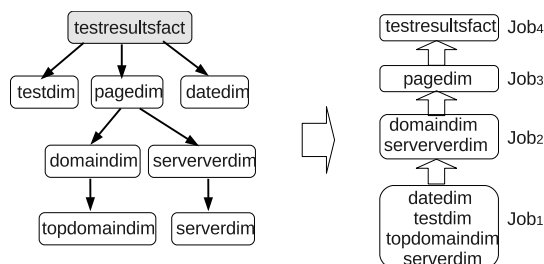 testresultsfact
testdim pagedim datedim
domaindim serververdim
topdomaindim serverdim
testresultsfact Job4
pagedim Job3
domaindim
serververdim
Job2
datedim
testdim
topdomaindim
serverdim
Job1